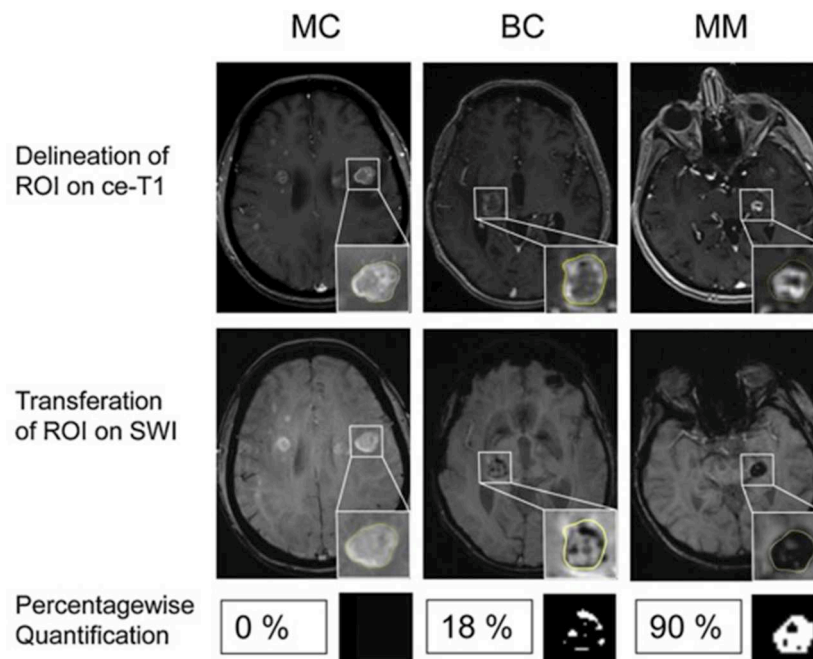 MC BC MM
Delineation of
ROI on ce-T1
Transferation
of ROI on SWI
Percentagewise
Quantification
0 % 18 % 90 %